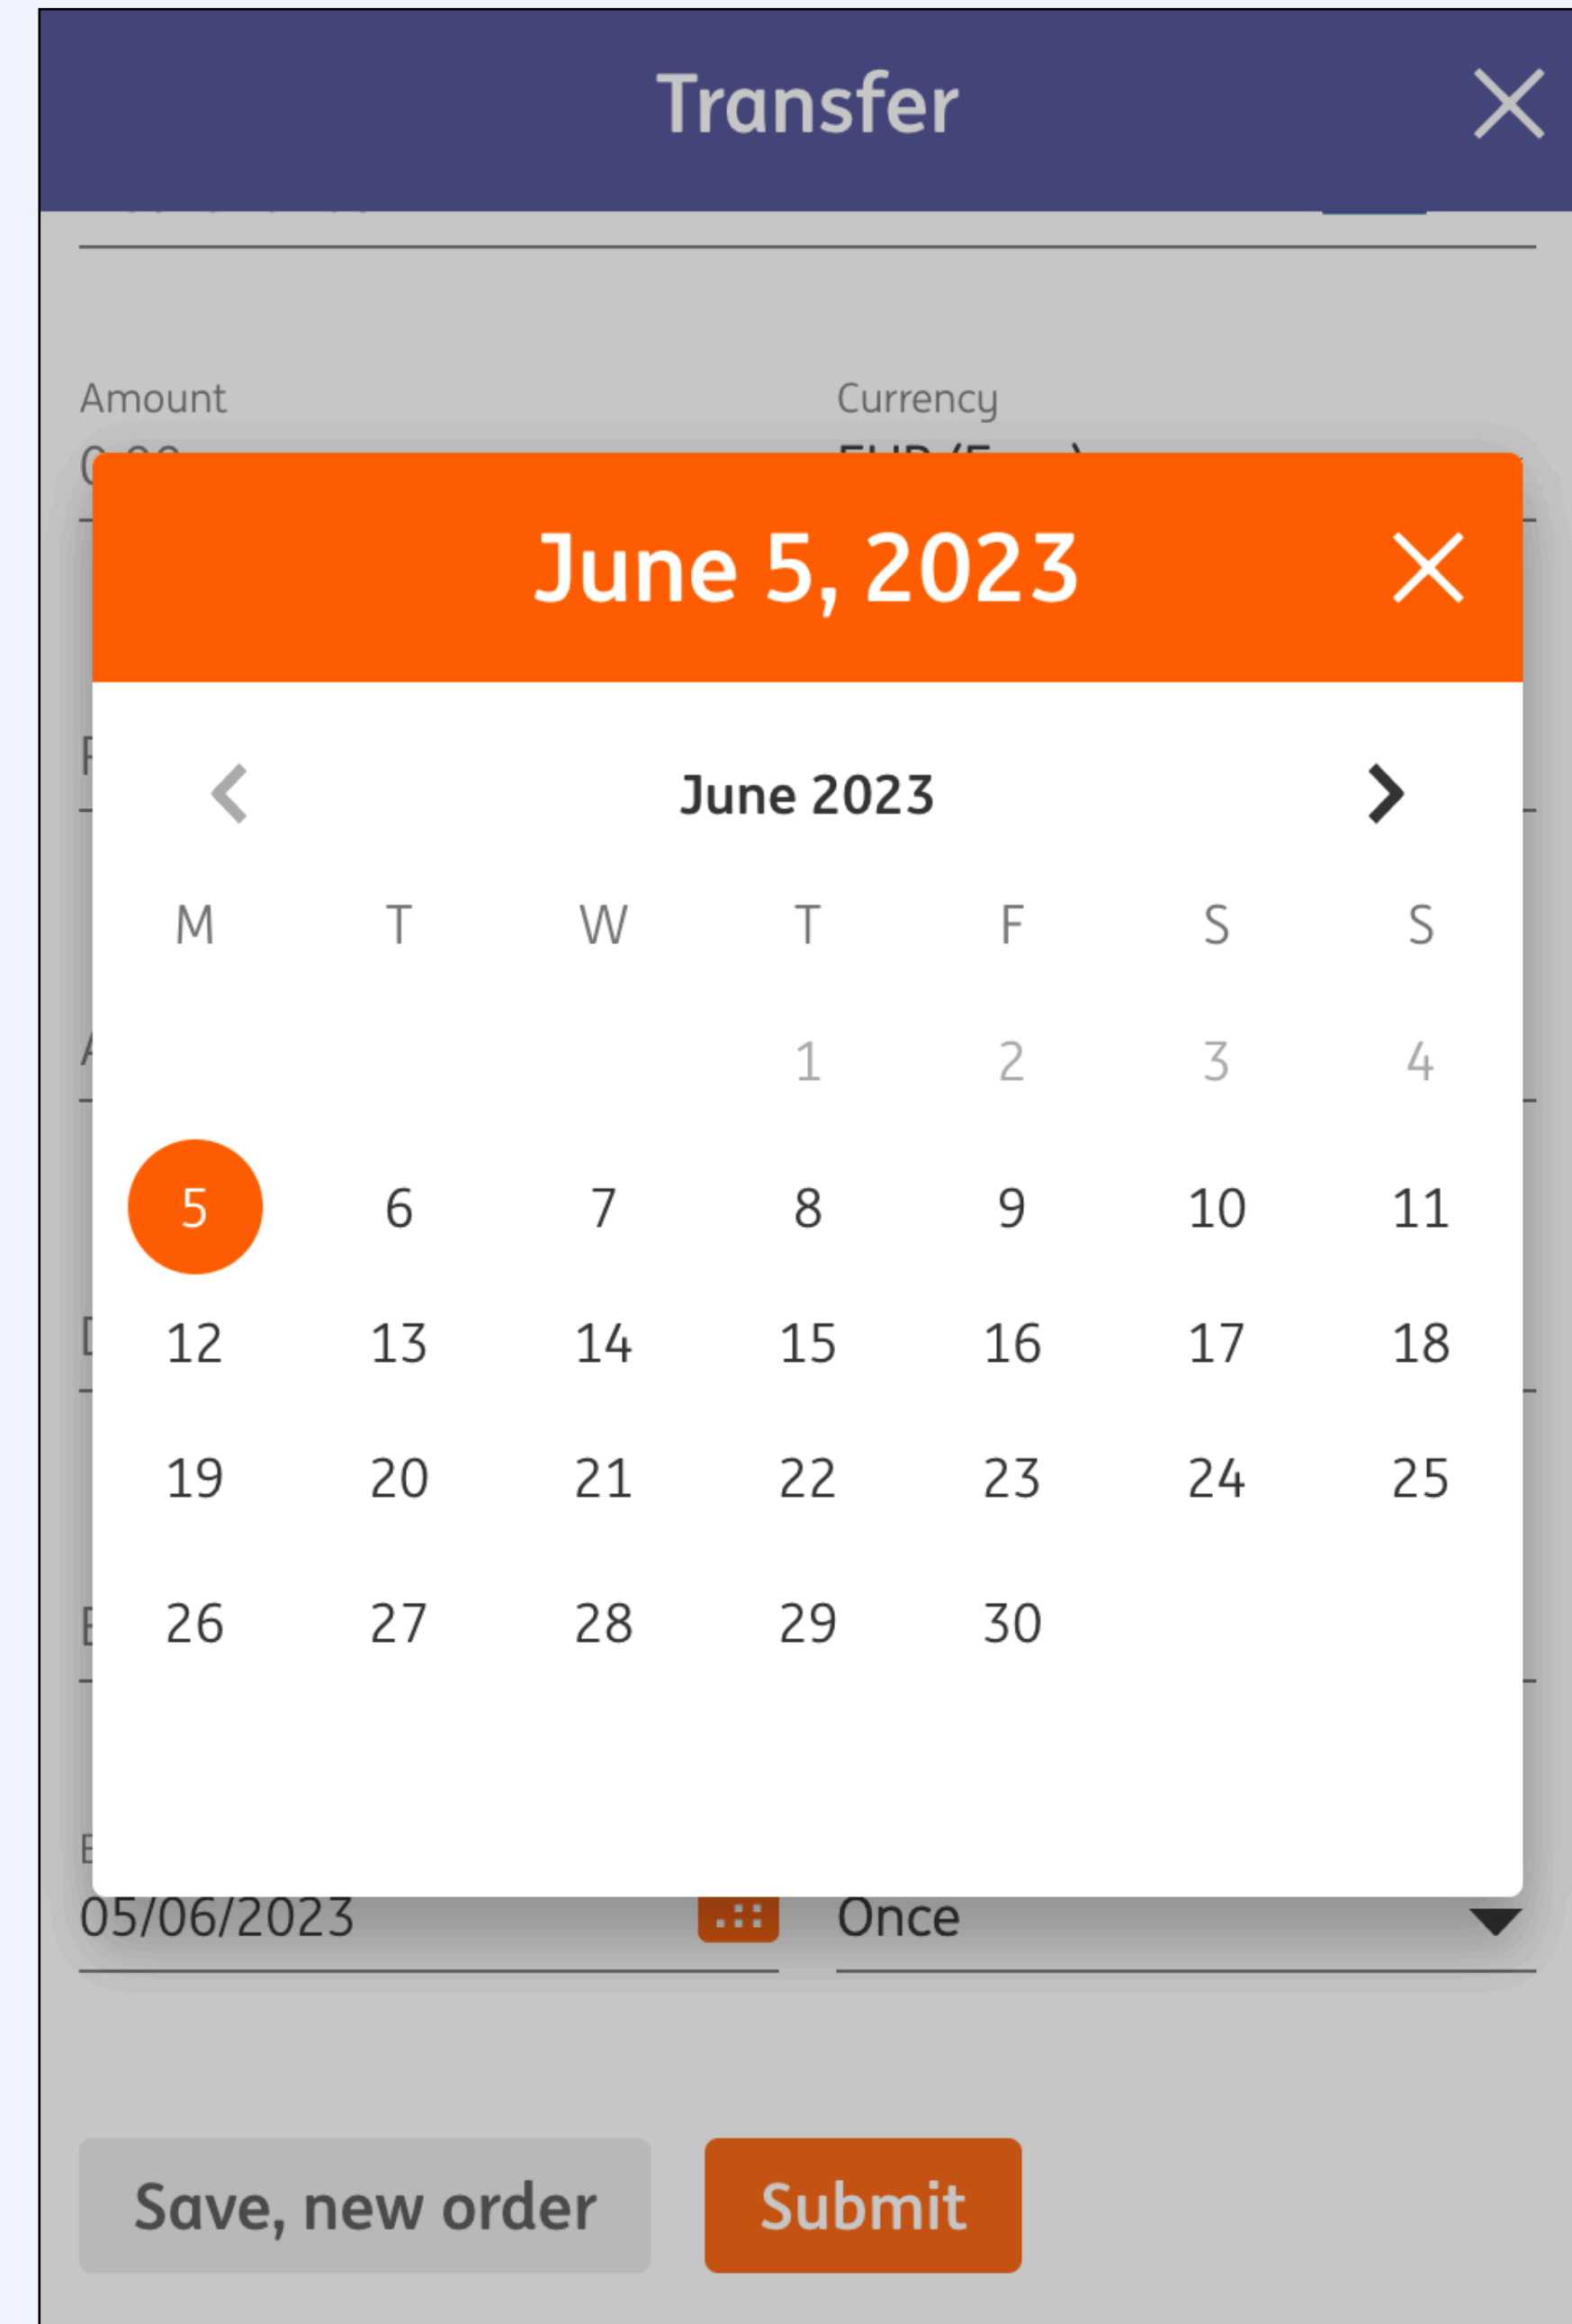 Transfer
Amount Currency
June 5, 2023
June 2023
M T W T F S S
1 2 3 4
5 6 7 8 9 10 11
12 13 14 15 16 17 18
19 20 21 22 23 24 25
26 27 28 29 30
05/06/2023 Once
Save, new order Submit